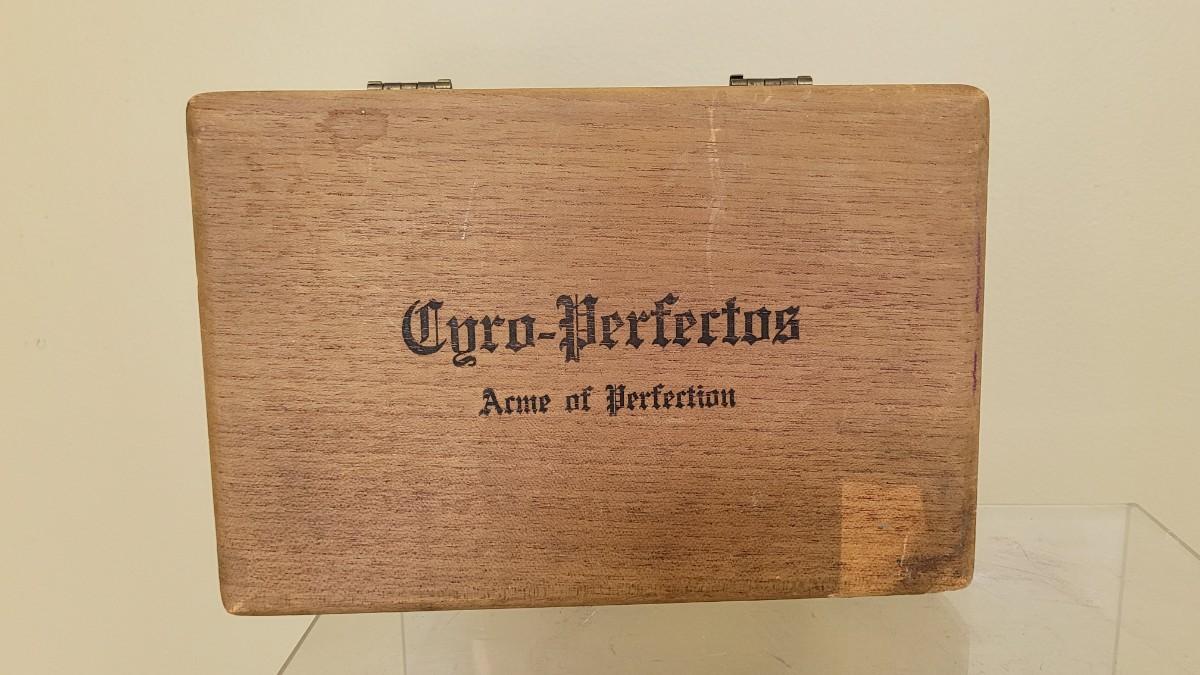 Cyro-Perfectos
Acme of Perfection